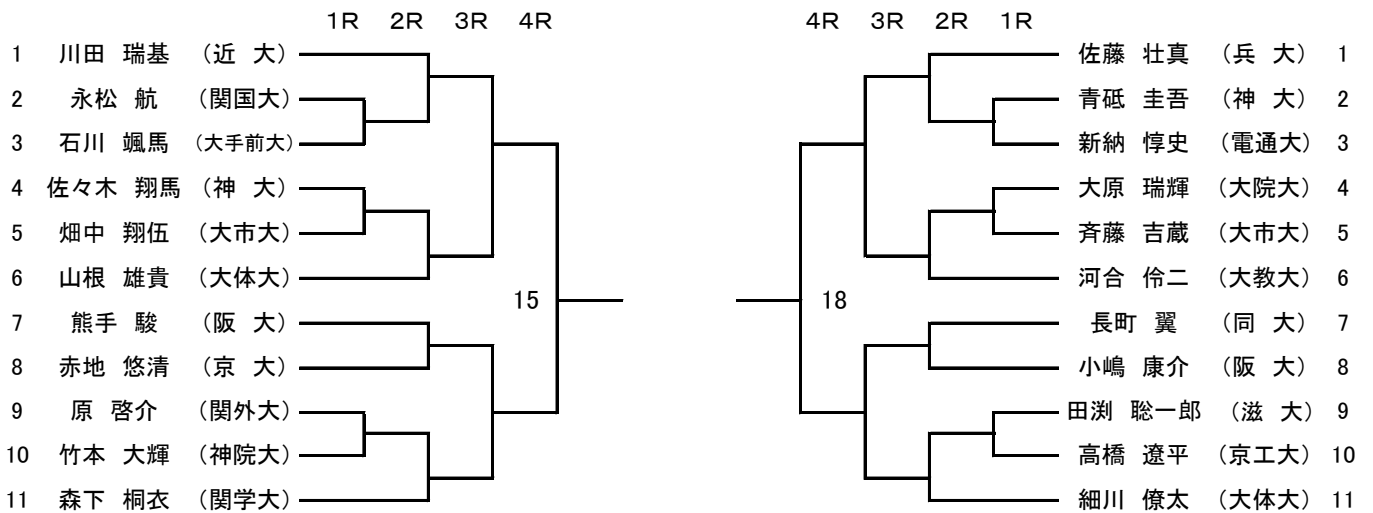 1R 2R 3R 4R
1 川田 瑞基 (近 大)
2 永松 航 (関国大)
3 石川 颯馬 (大手前大)
4 佐々木 翔馬 (神 大)
5 畑中 翔伍 (大市大)
6 山根 雄貴 (大体大)
15
7 熊手 駿 (阪 大)
8 赤地 悠清 (京 大)
9 原 啓介 (関外大)
10 竹本 大輝 (神院大)
11 森下 桐衣 (関学大)
4R 3R 2R 1R
佐藤 壮真 (兵 大) 1
青砥 圭吾 (神 大) 2
新納 惇史 (電通大) 3
大原 瑞輝 (大院大) 4
斉藤 吉蔵 (大市大) 5
河合 伶二 (大教大) 6
18
長町 翼 (同 大) 7
小嶋 康介 (阪 大) 8
田渕 聡一郎 (滋 大) 9
高橋 遼平 (京工大) 10
細川 僚太 (大体大) 11